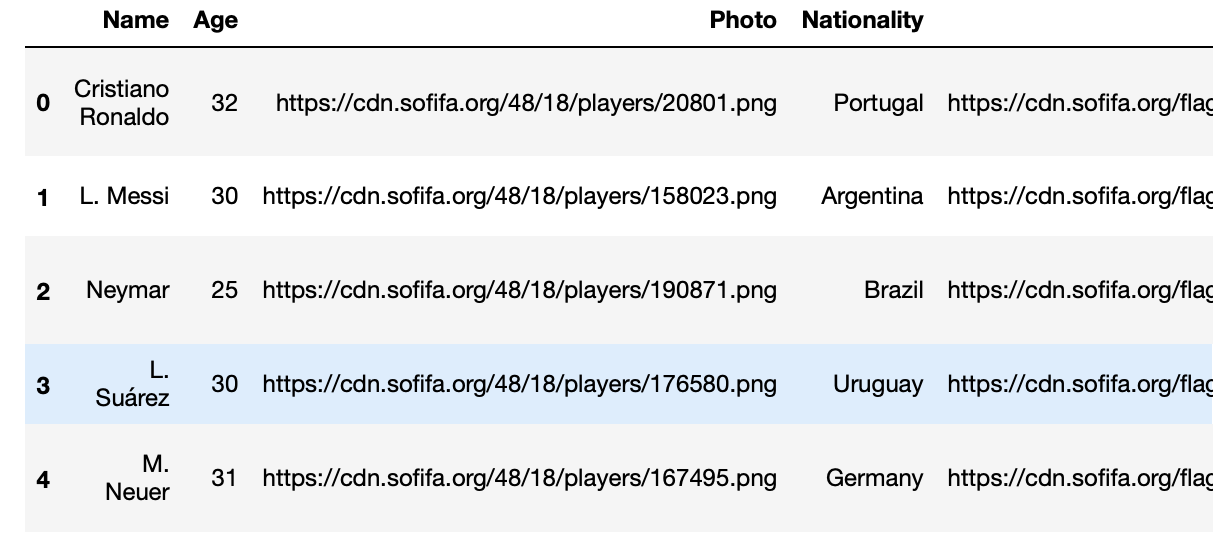 Name Age Photo Nationality
0 Cristiano Ronaldo 32 https://cdn.sofifa.org/48/18/players/20801.png Portugal https://cdn.sofifa.org/flag
1 L. Messi 30 https://cdn.sofifa.org/48/18/players/158023.png Argentina https://cdn.sofifa.org/flag
2 Neymar 25 https://cdn.sofifa.org/48/18/players/190871.png Brazil https://cdn.sofifa.org/flag
3 L. Suárez 30 https://cdn.sofifa.org/48/18/players/176580.png Uruguay https://cdn.sofifa.org/flag
4 M. Neuer 31 https://cdn.sofifa.org/48/18/players/167495.png Germany https://cdn.sofifa.org/flag